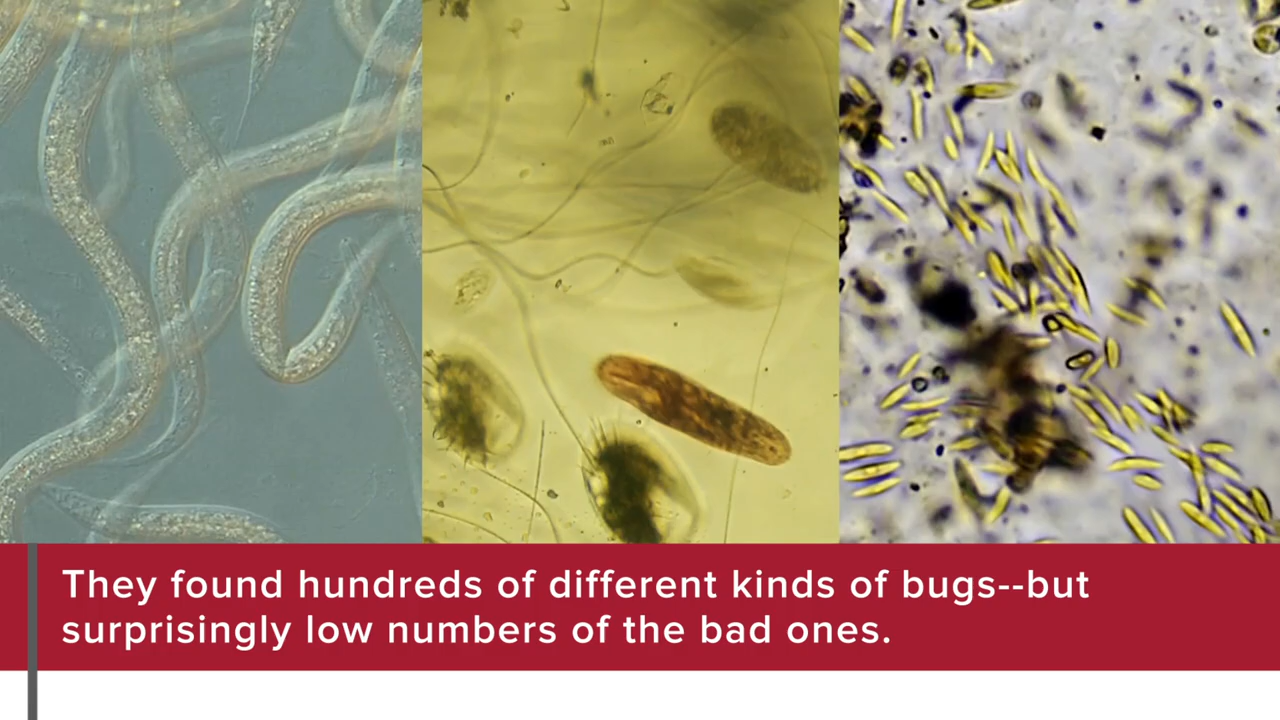 They found hundreds of different kinds of bugs--but
surprisingly low numbers of the bad ones.